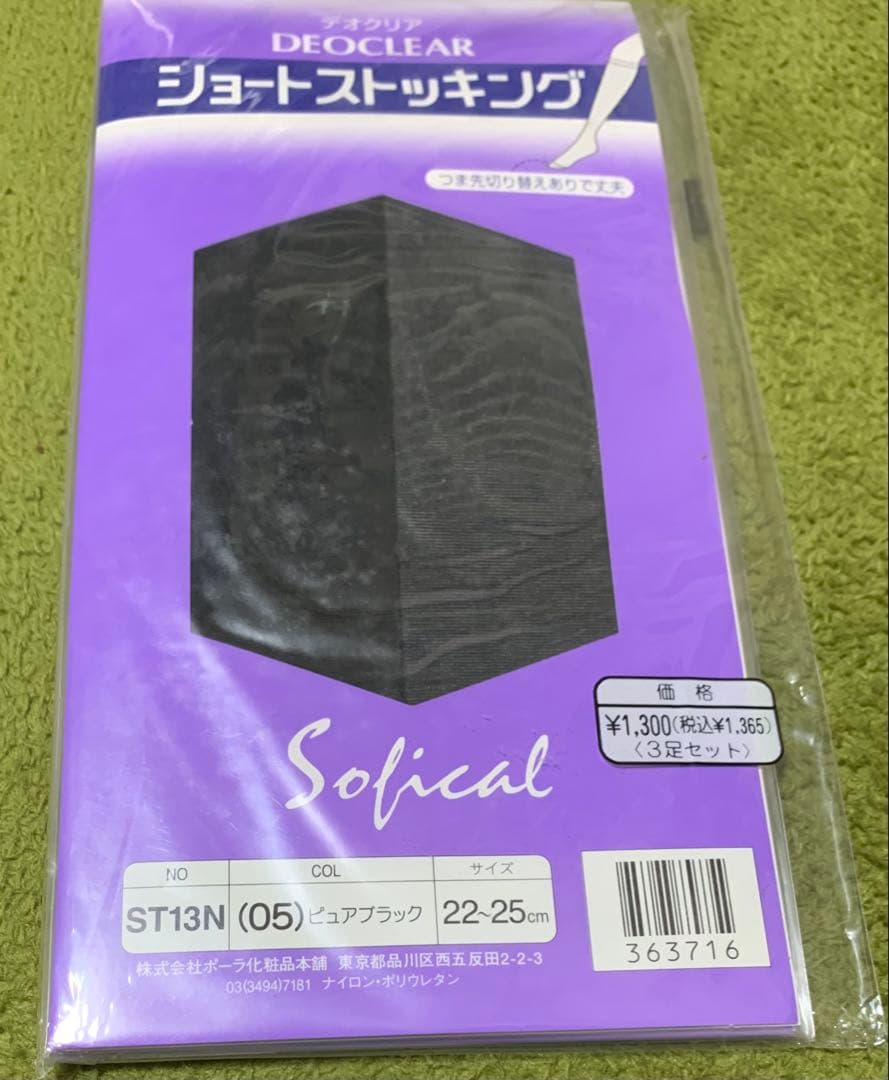 デオクリア
DEOCLEAR
ショートストッキング
つま先切り替えありで丈夫
価 格
¥1,300(税込¥1,365)
〈3足セット〉
Sofical
NO COL サイズ
ST13N (05)ピュアブラック 22~25cm
363716
株式会社ポーラ化粧品本舗 東京都品川区西五反田2-2-3
03(3494)7181 ナイロン・ポリウレタン